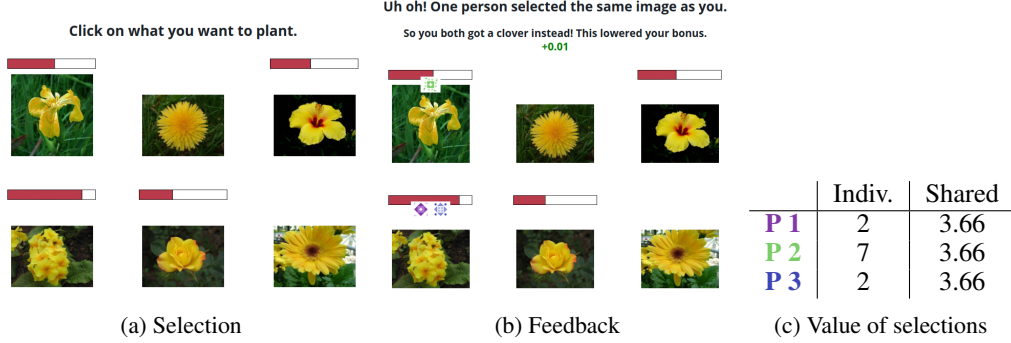 Click on what you want to plant.
Uh oh! One person selected the same image as you.
So you both got a clover instead! This lowered your bonus.
+0.01
Indiv. Shared
P 1 2 3.66
P 2 7 3.66
P 3 2 3.66
(a) Selection
(b) Feedback
(c) Value of selections